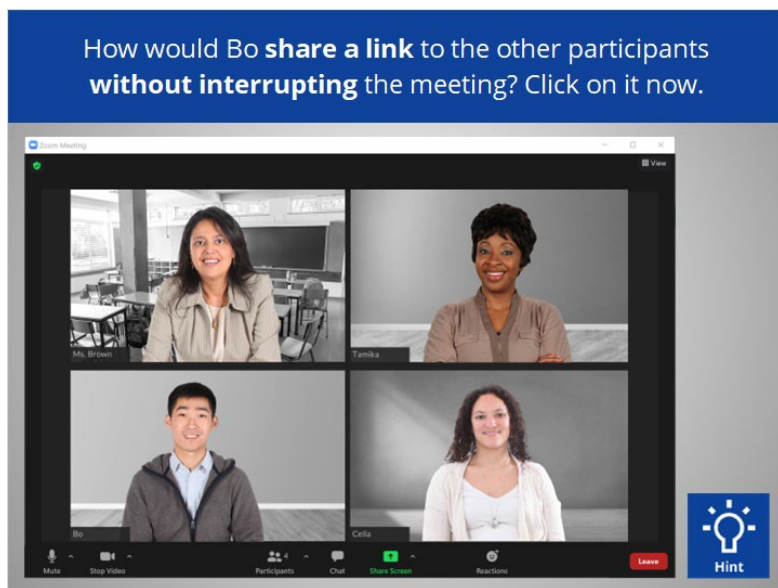 How would Bo share a link to the other participants
without interrupting the meeting? Click on it now.
Zoom Meeting
View
Ms. Brown
Tamika
Bo
Celia
Mute
Stop Video
4
Participants
Chat
Share Screen
Reactions
Leave
Hint